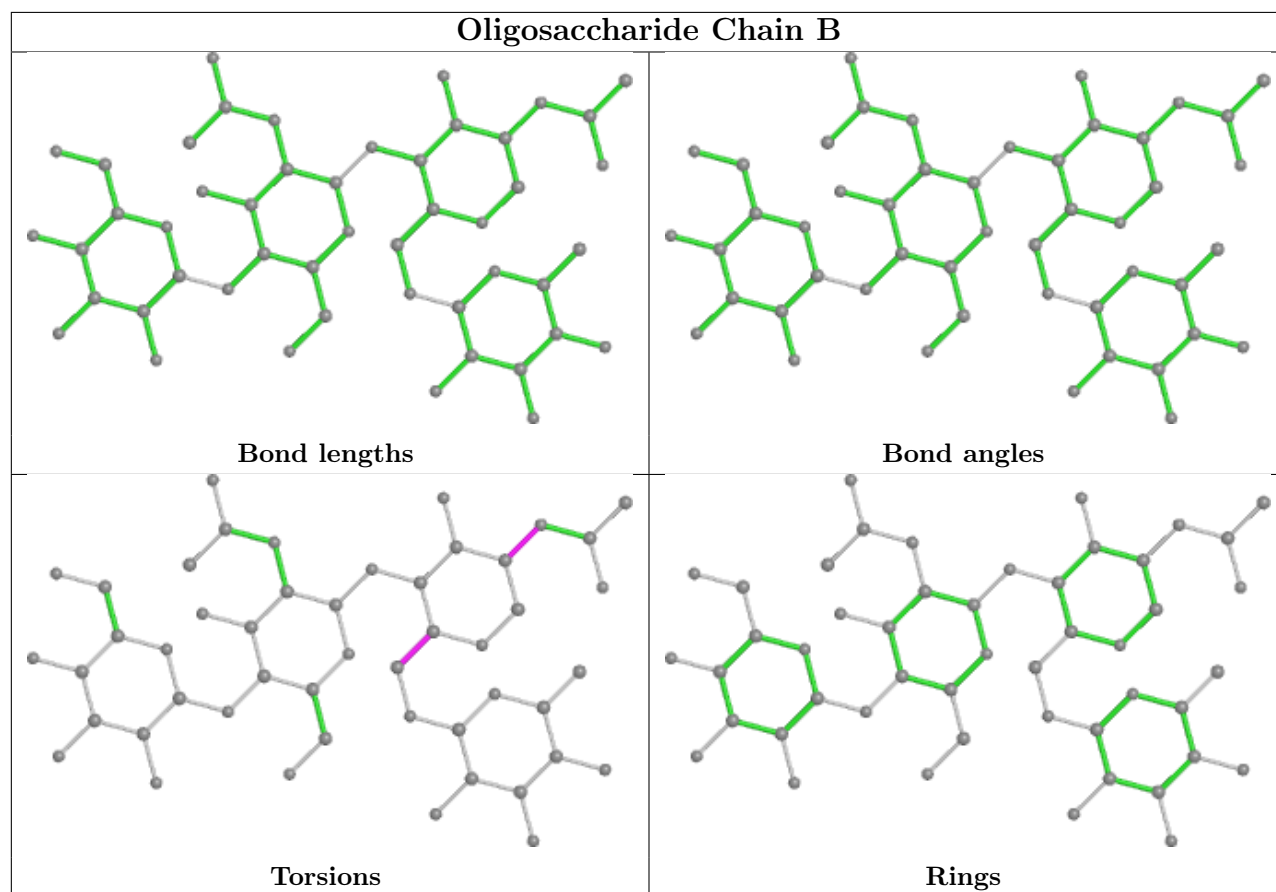 Oligosaccharide Chain B
Bond lengths
Bond angles
Torsions
Rings